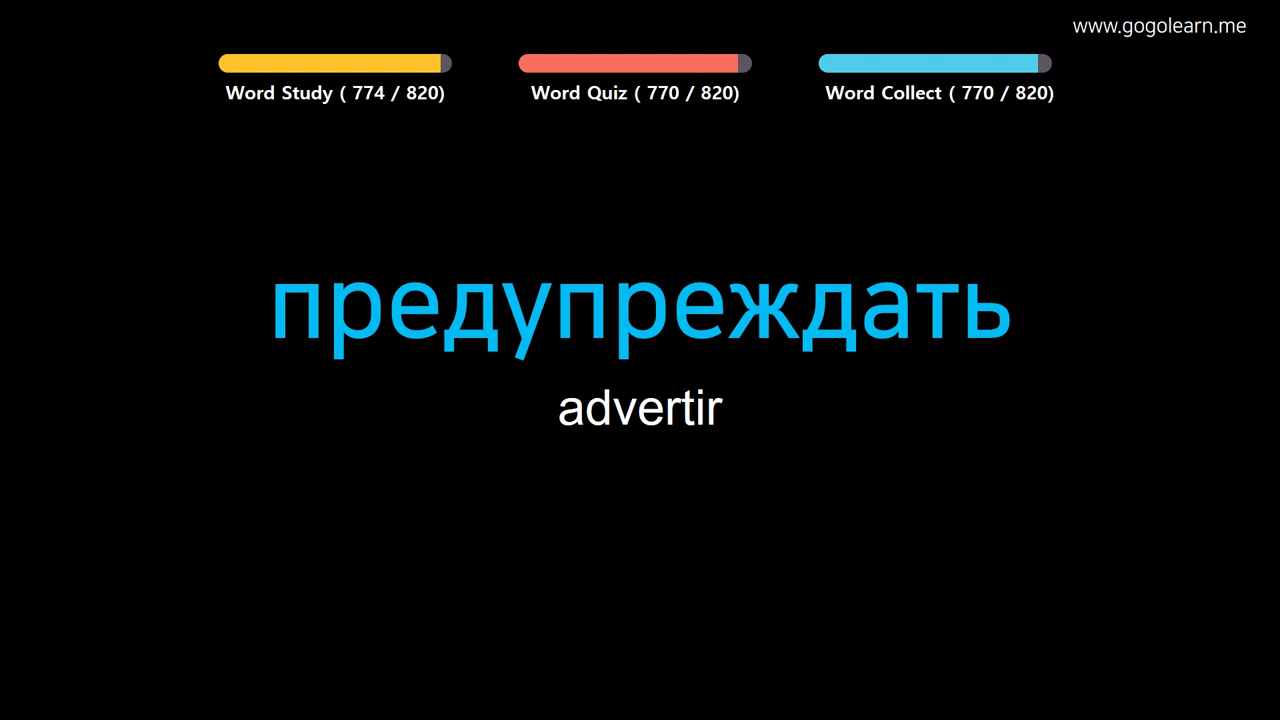 www.gogolearn.me
Word Study ( 774 / 820)
Word Quiz ( 770 / 820)
Word Collect ( 770 / 820)
предупреждать
advertir